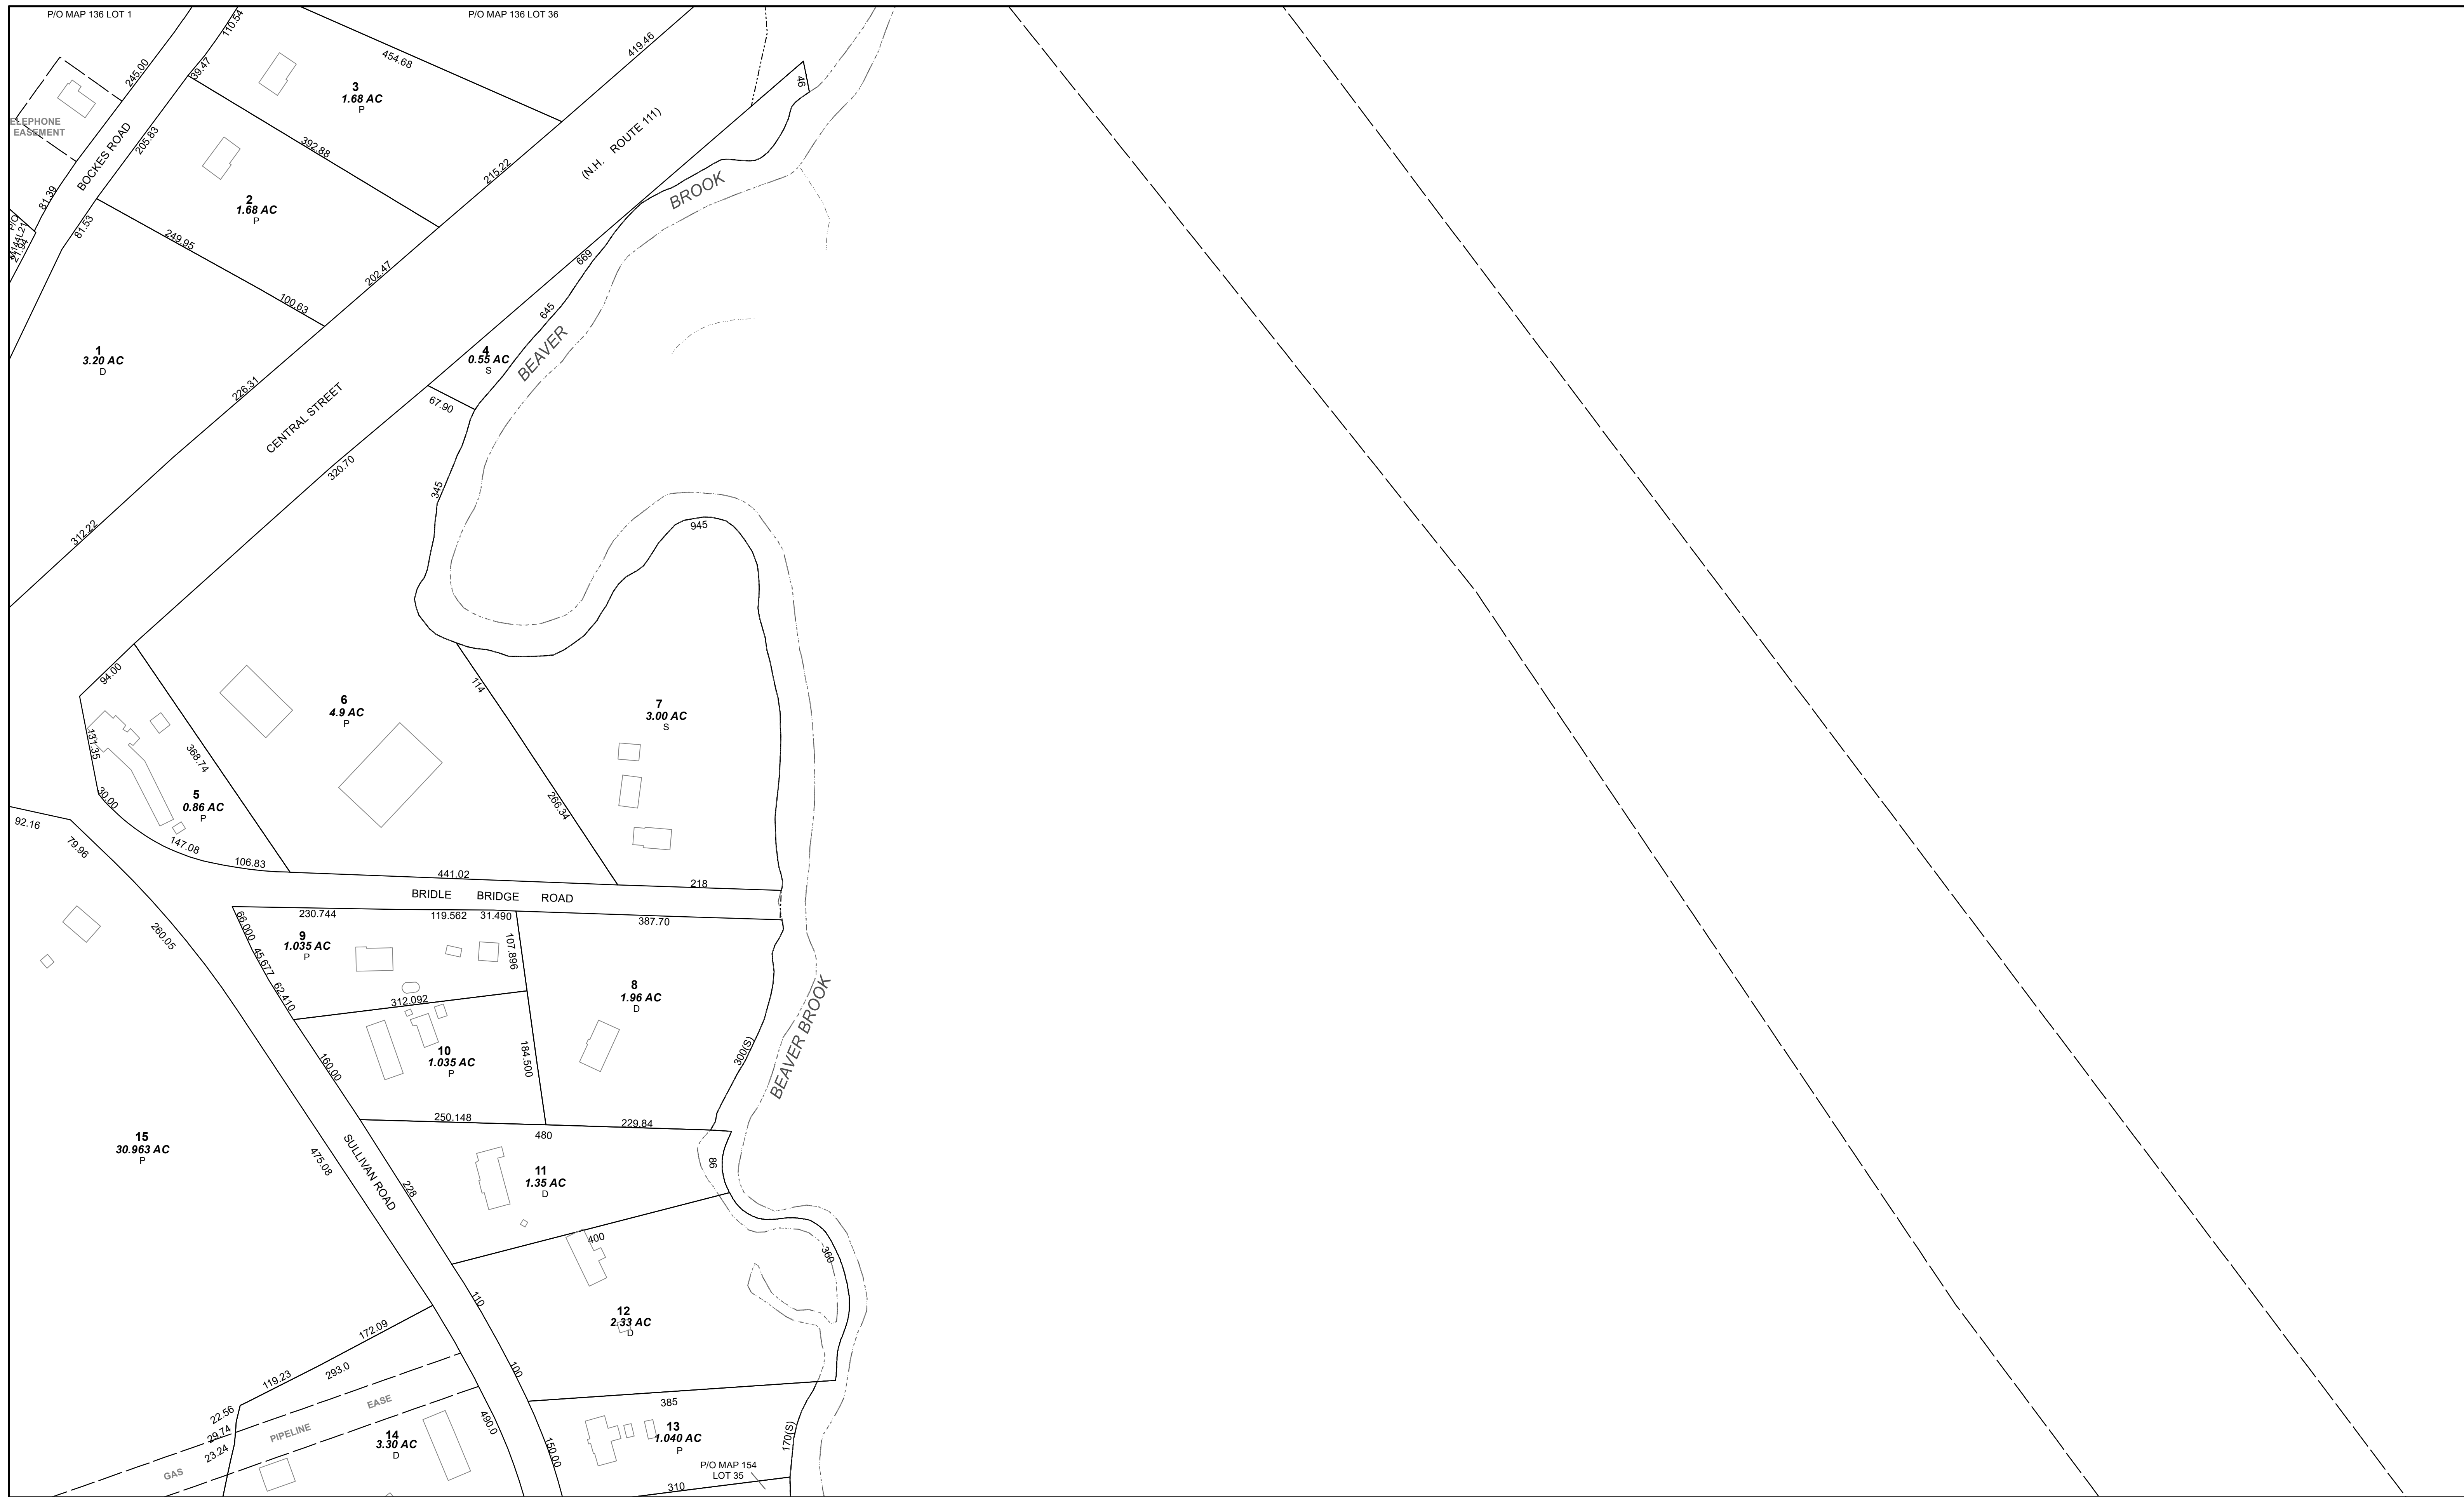 P/O MAP 136 LOT 1
P/O MAP 136 LOT 36
110.54
245.00
39.47
454.68
419.46
3
1.68 AC
P
46
ELEPHONE
EASEMENT
BOCKES ROAD
205.83
392.88
215.22
(N.H. ROUTE 111)
BROOK
81.39
2
1.68 AC
P
P/O
21.94
81.53
249.95
202.47
669
100.63
645
BEAVER
1
3.20 AC
D
4
0.55 AC
S
226.31
67.90
CENTRAL STREET
320.70
345
312.22
945
94.00
114
6
4.9 AC
P
7
3.00 AC
S
131.35
368.74
30.00
5
0.86 AC
P
266.34
92.16
79.96
147.08
106.83
441.02
218
BRIDLE BRIDGE ROAD
66.000
230.744
119.562
31.490
387.70
260.05
9
1.035 AC
P
45.677
107.896
62.410
312.092
8
1.96 AC
D
BEAVER BROOK
10
1.035 AC
P
160.00
184.500
300(S)
250.148
229.84
480
15
30.963 AC
P
475.08
SULLIVAN ROAD
228
11
1.35 AC
D
86
400
360
110
12
2.33 AC
D
172.09
293.0
119.23
100
22.56
29.74
23.24
GAS
PIPELINE
EASE
385
14
3.30 AC
D
490.0
150.00
13
1.040 AC
P
170(S)
P/O MAP 154
LOT 35
310